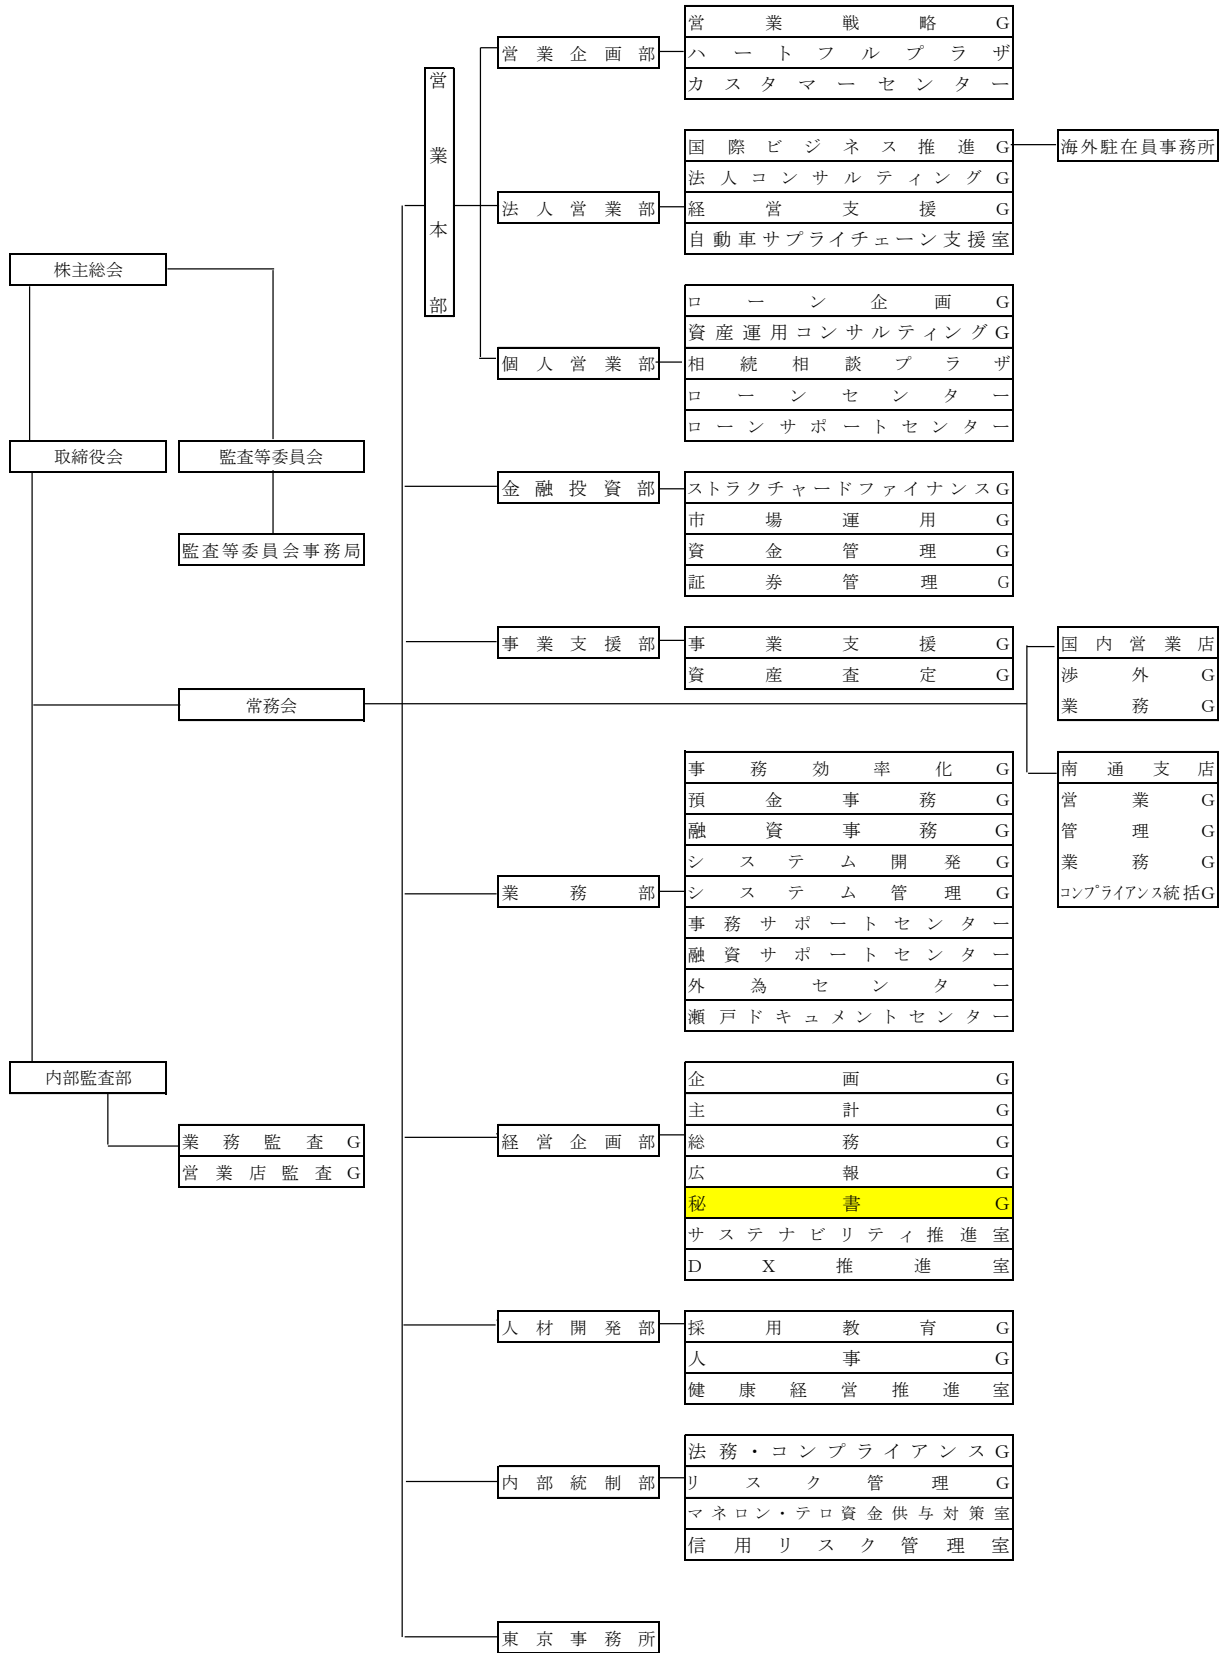 株主総会
取締役会
監査等委員会
監査等委員会事務局
常務会
内部監査部
業務監査G
営業店監査G
営業本部
営業企画部
営業戦略G
ハートフルプラザ
カスタマーセンター
法人営業部
国際ビジネス推進G
法人コンサルティングG
経営支援G
自動車サプライチェーン支援室
海外駐在員事務所
個人営業部
ローン企画G
資産運用コンサルティングG
相続相談プラザ
ローンセンター
ローンサポートセンター
金融投資部
ストラクチャードファイナンスG
市場運用G
資金管理G
証券管理G
事業支援部
事業支援G
資産査定G
国内営業店
渉外G
業務G
南通支店
営業G
管理G
業務G
コンプライアンス統括G
業務部
事務効率化G
預金事務G
融資事務G
システム開発G
システム管理G
事務サポートセンター
融資サポートセンター
外為センター
瀬戸ドキュメントセンター
経営企画部
企画G
主計G
総務G
広報G
秘書G
サステナビリティ推進室
DX推進室
人材開発部
採用教育G
人事G
健康経営推進室
内部統制部
法務・コンプライアンスG
リスク管理G
マネロン・テロ資金供与対策室
信用リスク管理室
東京事務所